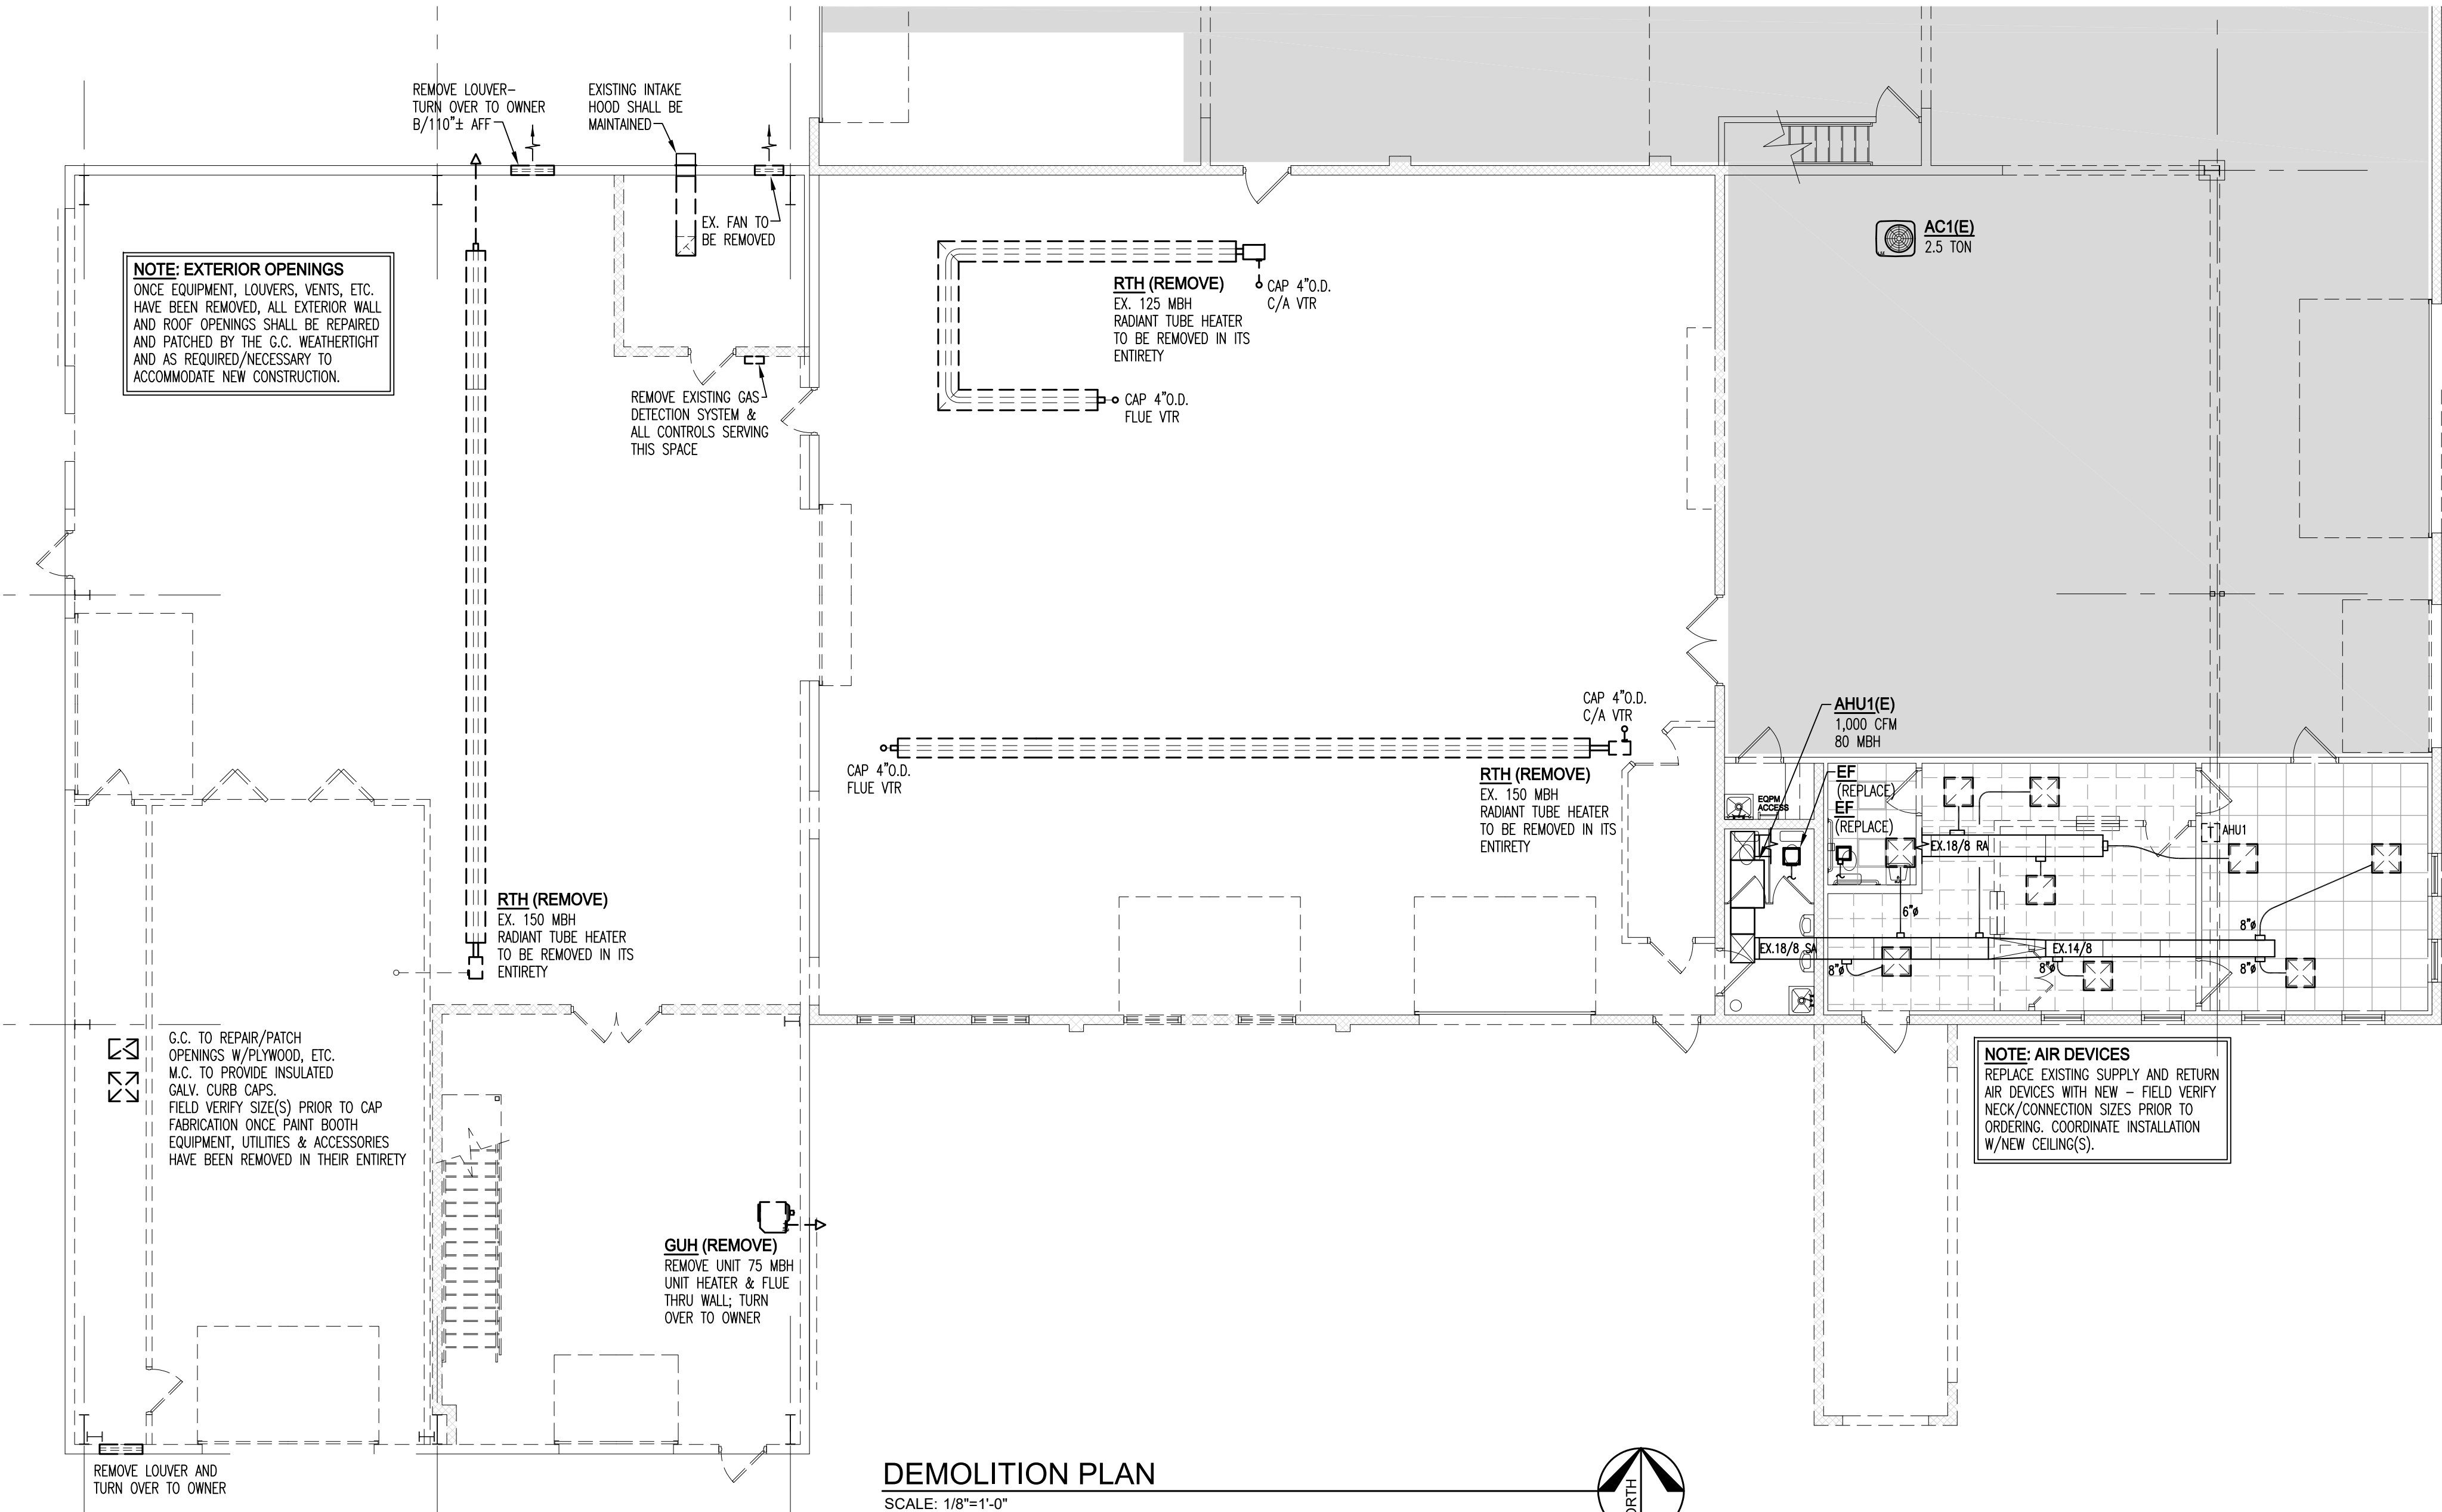 REMOVE LOUVER-
TURN OVER TO OWNER
B/110"± AFF
EXISTING INTAKE
HOOD SHALL BE
MAINTAINED
EX. FAN TO
BE REMOVED
NOTE: EXTERIOR OPENINGS
ONCE EQUIPMENT, LOUVERS, VENTS, ETC.
HAVE BEEN REMOVED, ALL EXTERIOR WALL
AND ROOF OPENINGS SHALL BE REPAIRED
AND PATCHED BY THE G.C. WEATHERTIGHT
AND AS REQUIRED/NECESSARY TO
ACCOMMODATE NEW CONSTRUCTION.
REMOVE EXISTING GAS
DETECTION SYSTEM &
ALL CONTROLS SERVING
THIS SPACE
RTH (REMOVE)
EX. 125 MBH
RADIANT TUBE HEATER
TO BE REMOVED IN ITS
ENTIRETY
CAP 4"O.D.
C/A VTR
CAP 4"O.D.
FLUE VTR
AC1(E)
2.5 TON
CAP 4"O.D.
C/A VTR
CAP 4"O.D.
FLUE VTR
RTH (REMOVE)
EX. 150 MBH
RADIANT TUBE HEATER
TO BE REMOVED IN ITS
ENTIRETY
AHU1(E)
1,000 CFM
80 MBH
EF
(REPLACE)
EF
(REPLACE)
EQPM
ACCESS
EX.18/8 RA
T
AHU1
6"ø
8"ø
EX.18/8 SA
EX.14/8
8"ø
8"ø
8"ø
RTH (REMOVE)
EX. 150 MBH
RADIANT TUBE HEATER
TO BE REMOVED IN ITS
ENTIRETY
G.C. TO REPAIR/PATCH
OPENINGS W/PLYWOOD, ETC.
M.C. TO PROVIDE INSULATED
GALV. CURB CAPS.
FIELD VERIFY SIZE(S) PRIOR TO CAP
FABRICATION ONCE PAINT BOOTH
EQUIPMENT, UTILITIES & ACCESSORIES
HAVE BEEN REMOVED IN THEIR ENTIRETY
NOTE: AIR DEVICES
REPLACE EXISTING SUPPLY AND RETURN
AIR DEVICES WITH NEW – FIELD VERIFY
NECK/CONNECTION SIZES PRIOR TO
ORDERING. COORDINATE INSTALLATION
W/NEW CEILING(S).
GUH (REMOVE)
REMOVE UNIT 75 MBH
UNIT HEATER & FLUE
THRU WALL; TURN
OVER TO OWNER
REMOVE LOUVER AND
TURN OVER TO OWNER
DEMOLITION PLAN
SCALE: 1/8"=1'-0"